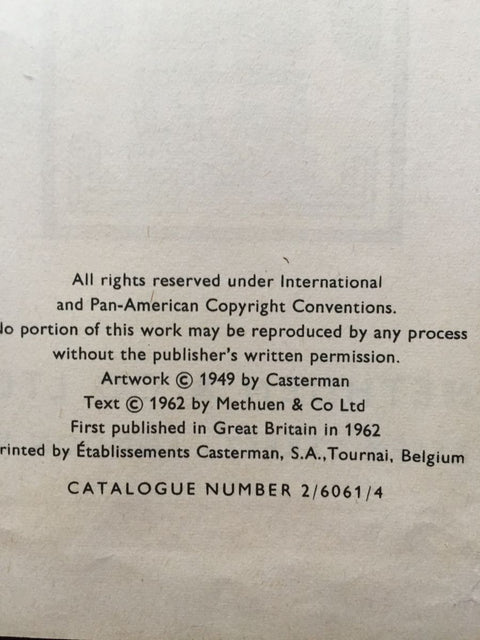 All rights reserved under International
and Pan-American Copyright Conventions.
No portion of this work may be reproduced by any process
without the publisher's written permission.
Artwork © 1949 by Casterman
Text © 1962 by Methuen & Co Ltd
First published in Great Britain in 1962
rinted by Établissements Casterman, S.A., Tournai, Belgium
CATALOGUE NUMBER 2/6061/4